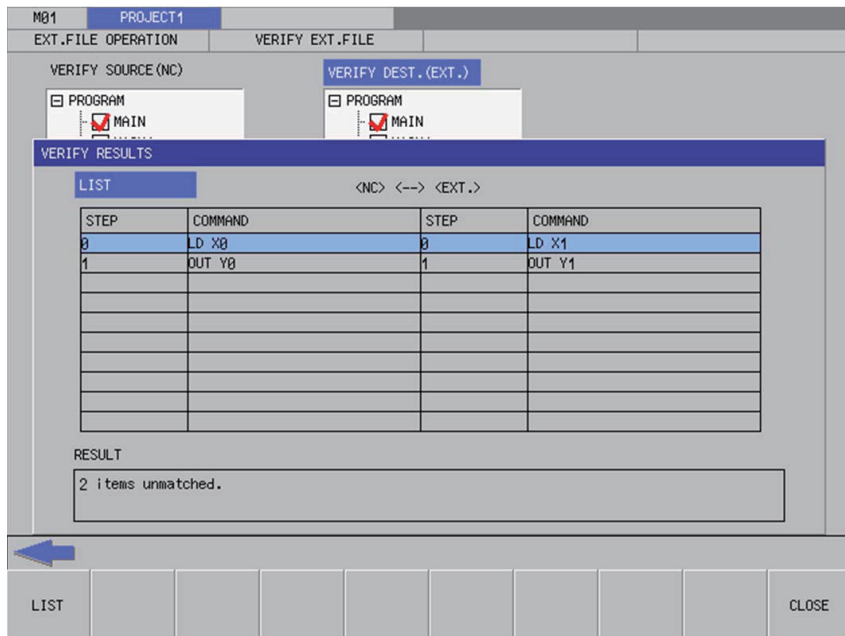 M01 PROJECT1
EXT.FILE OPERATION VERIFY EXT.FILE
VERIFY SOURCE(NC) VERIFY DEST.(EXT.)
PROGRAM PROGRAM
MAIN MAIN
VERIFY RESULTS
LIST <NC> <--> <EXT.>
STEP COMMAND STEP COMMAND
0 LD X0 0 LD X1
1 OUT Y0 1 OUT Y1
RESULT
2 items unmatched.
LIST CLOSE